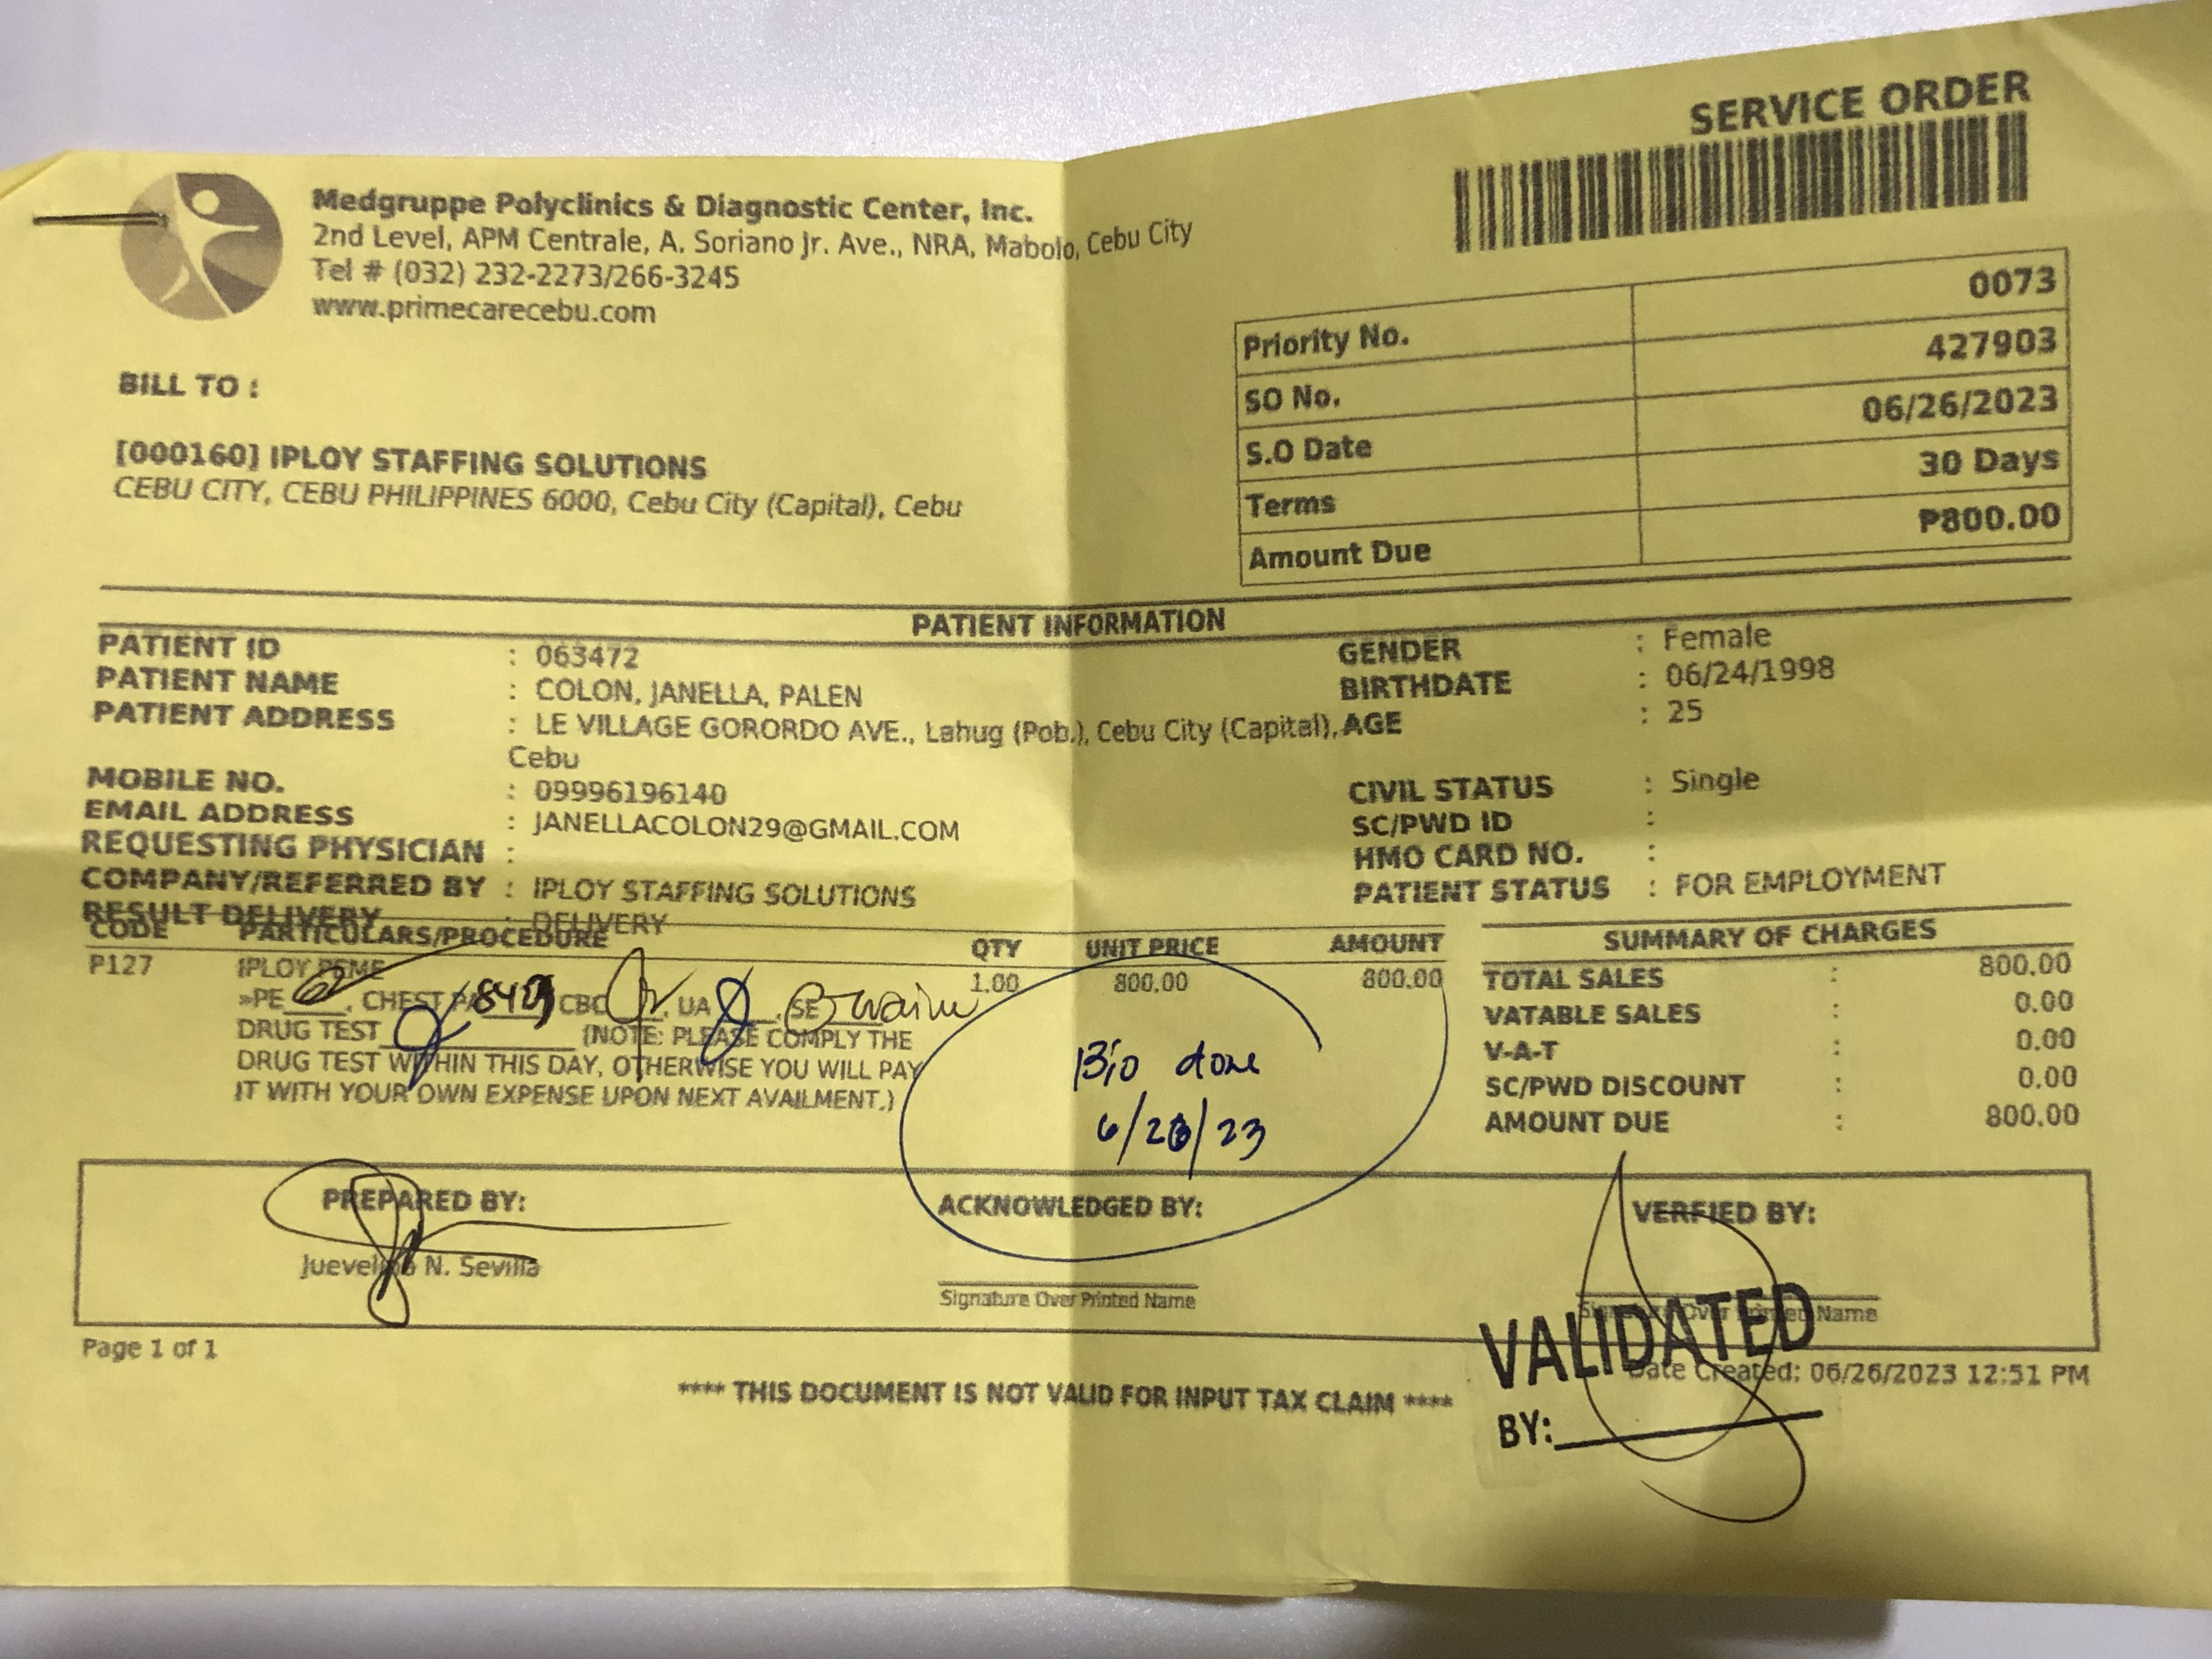 SERVICE ORDER
Medgruppe Polyclinics & Diagnostic Center, Inc.
2nd Level, APM Centrale, A. Soriano Jr. Ave., NRA, Mabolo, Cebu City
Tel # (032) 232-2273/266-3245
www.primecarecebu.com
Priority No. 0073
SO No. 427903
S.O Date 06/26/2023
Terms 30 Days
Amount Due ₱800.00
BILL TO :
[000160] IPLOY STAFFING SOLUTIONS
CEBU CITY, CEBU PHILIPPINES 6000, Cebu City (Capital), Cebu
PATIENT INFORMATION
PATIENT ID : 063472
PATIENT NAME : COLON, JANELLA, PALEN
PATIENT ADDRESS : LE VILLAGE GORORDO AVE., Lahug (Pob.), Cebu City (Capital),
Cebu
MOBILE NO. : 09996196140
EMAIL ADDRESS : JANELLACOLON29@GMAIL.COM
REQUESTING PHYSICIAN :
COMPANY/REFERRED BY : IPLOY STAFFING SOLUTIONS
RESULT DELIVERY : DELIVERY
GENDER : Female
BIRTHDATE : 06/24/1998
AGE : 25
CIVIL STATUS : Single
SC/PWD ID :
HMO CARD NO. :
PATIENT STATUS : FOR EMPLOYMENT
CODE PARTICULARS/PROCEDURE QTY UNIT PRICE AMOUNT
P127 IPLOY PEME 1.00 800.00 800.00
»PE , CHEST PA , CBC , UA , SE
DRUG TEST (NOTE: PLEASE COMPLY THE
DRUG TEST WITHIN THIS DAY, OTHERWISE YOU WILL PAY
IT WITH YOUR OWN EXPENSE UPON NEXT AVAILMENT.)
Bio done
6/26/23
SUMMARY OF CHARGES
TOTAL SALES : 800.00
VATABLE SALES : 0.00
V-A-T : 0.00
SC/PWD DISCOUNT : 0.00
AMOUNT DUE : 800.00
PREPARED BY:
N. Sevilla
ACKNOWLEDGED BY:
Signature Over Printed Name
VERFIED BY:
Signature Over Printed Name
VALIDATED
BY:
Page 1 of 1
Date Created: 06/26/2023 12:51 PM
**** THIS DOCUMENT IS NOT VALID FOR INPUT TAX CLAIM ****